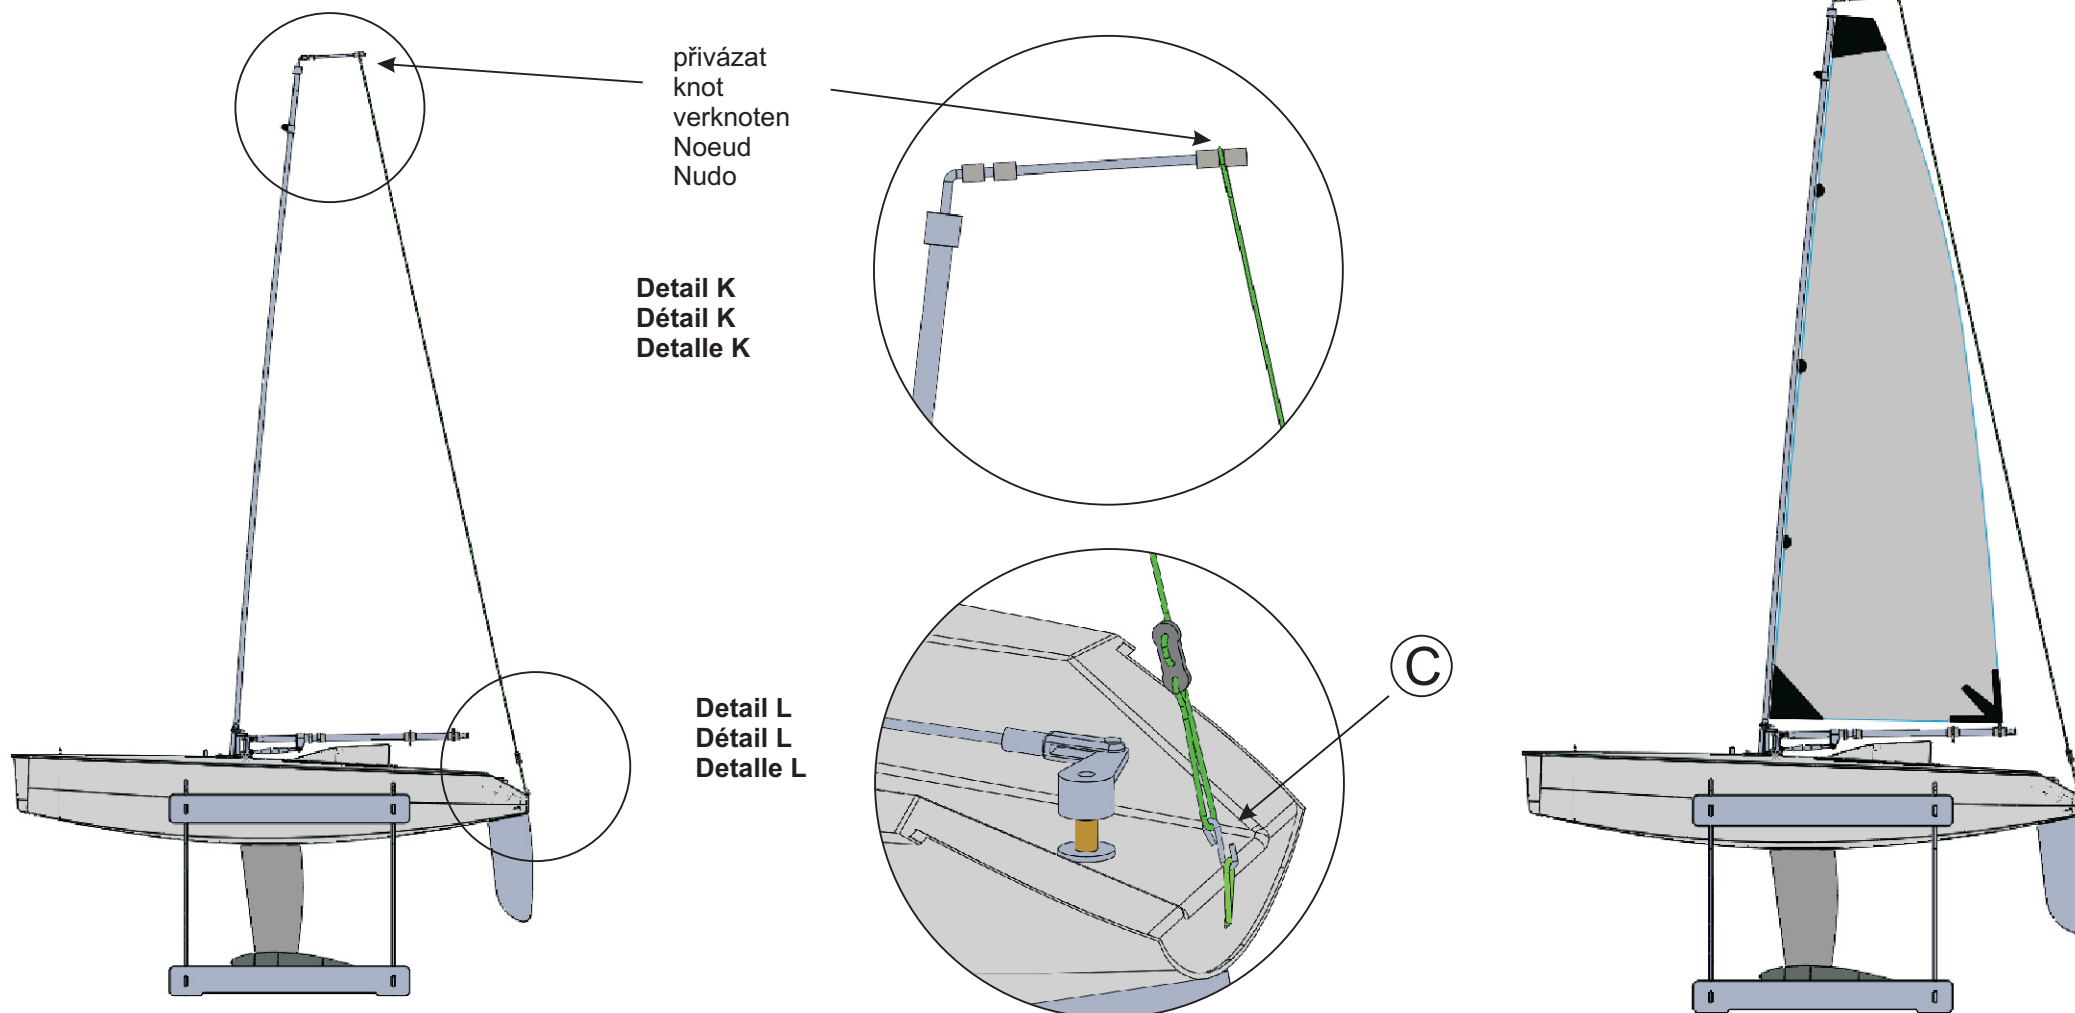 přivázat
knot
verknoten
Noeud
Nudo
Detail K
Détail K
Detalle K
Detail L
Détail L
Detalle L
C